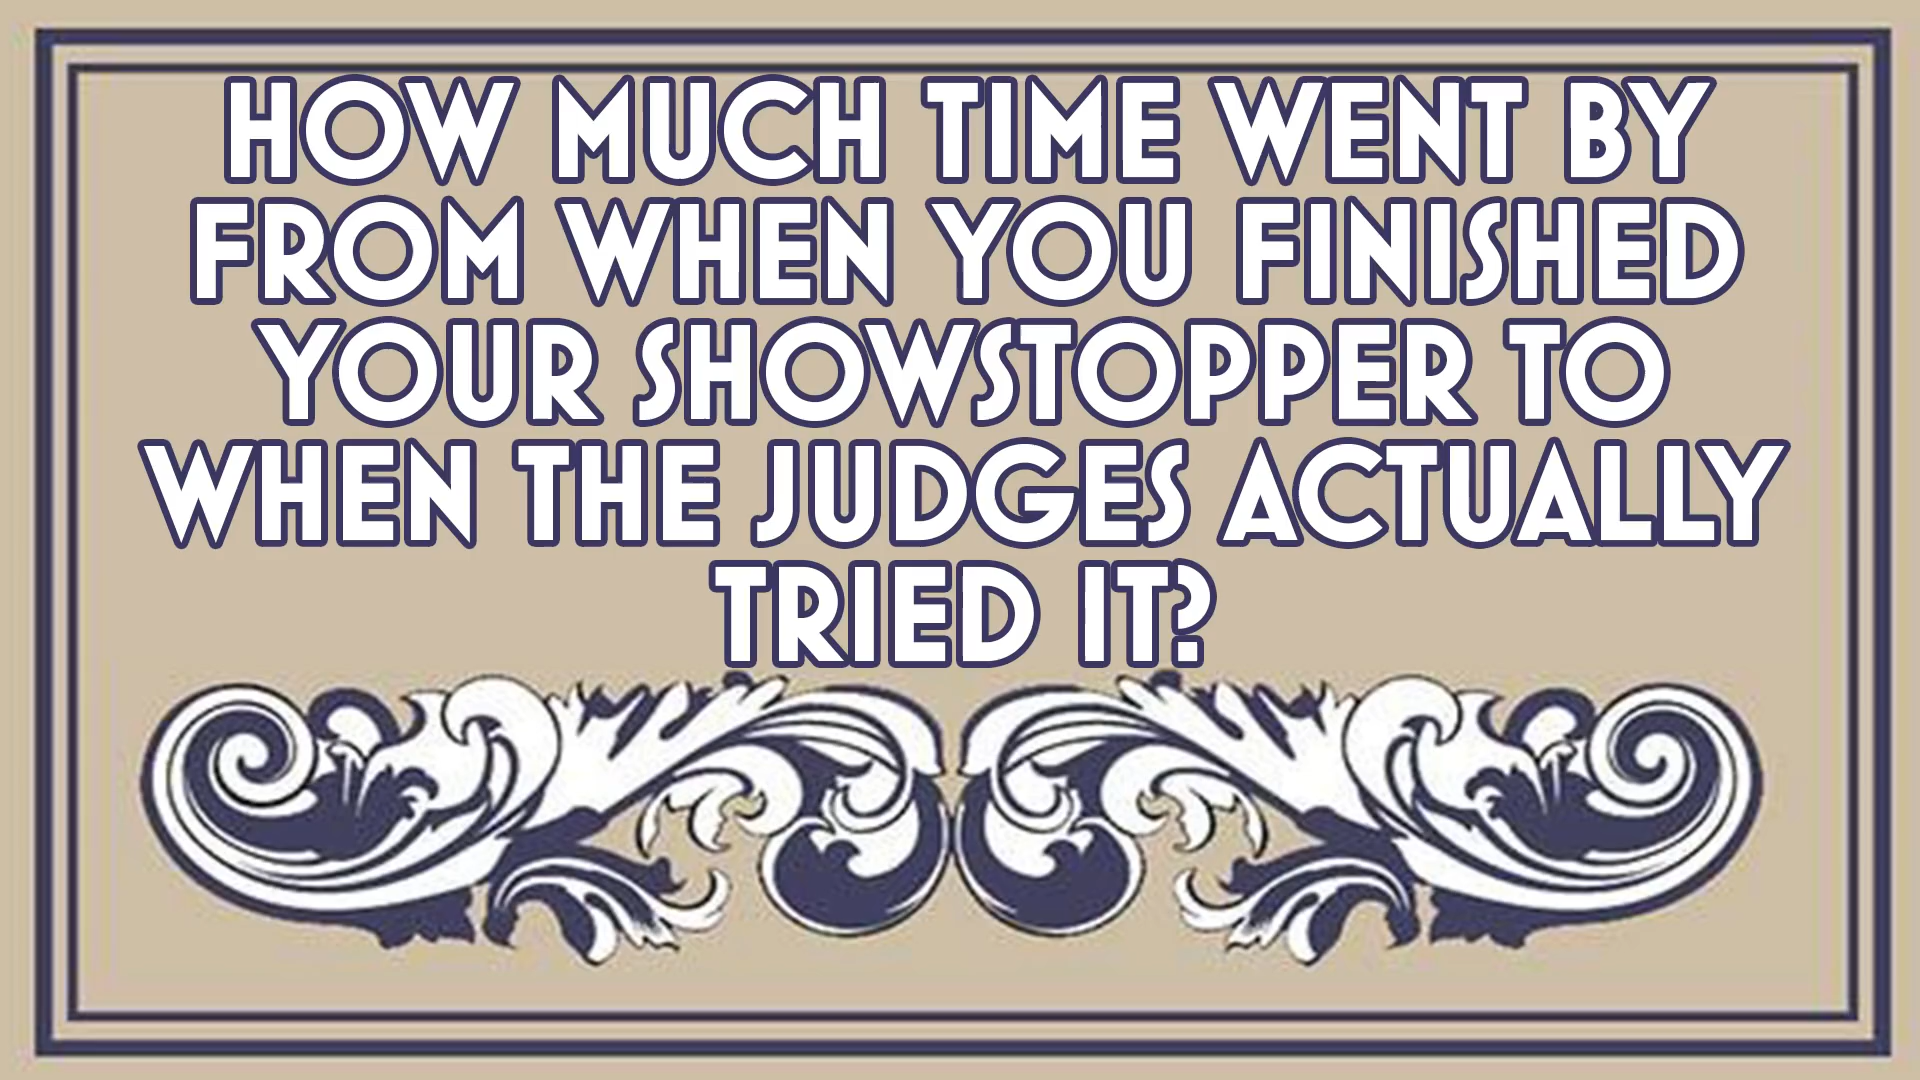 HOW MUCH TIME WENT BY
FROM WHEN YOU FINISHED
YOUR SHOWSTOPPER TO
WHEN THE JUDGES ACTUALLY
TRIED IT?